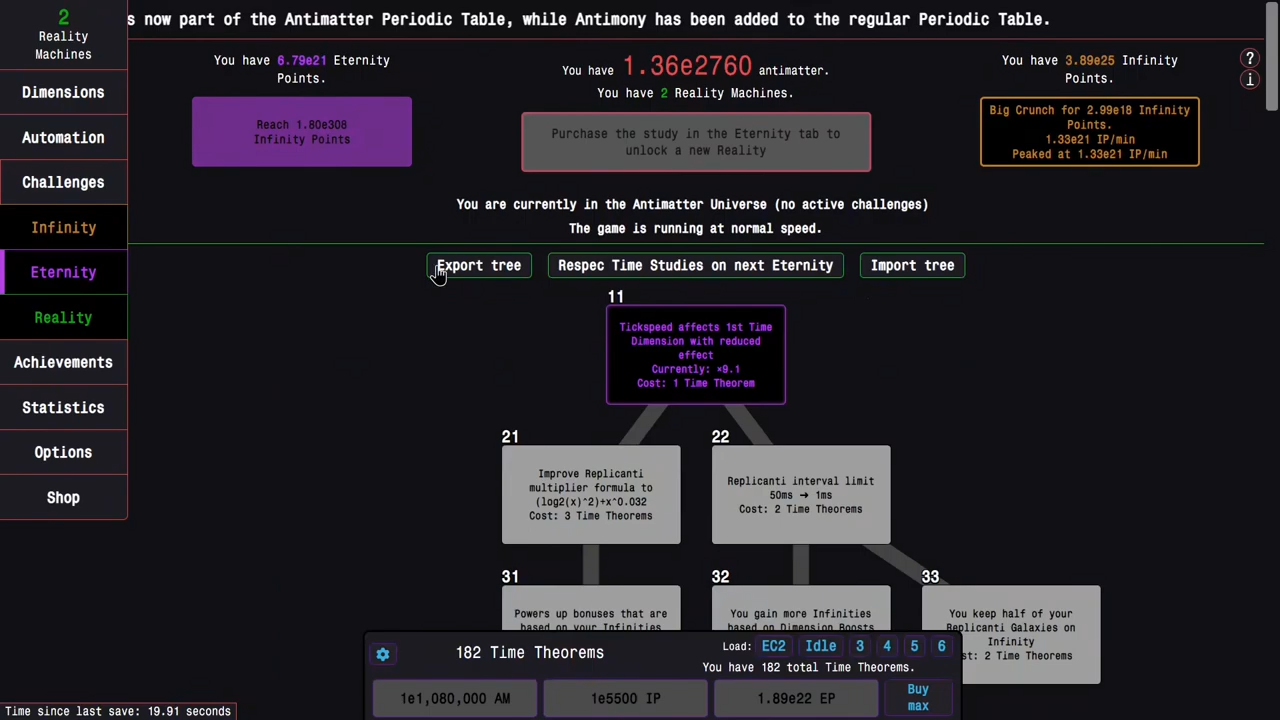 2
Reality
Machines
s now part of the Antimatter Periodic Table, while Antimony has been added to the regular Periodic Table.
You have 6.79e21 Eternity
Points.
You have 1.36e2760 antimatter.
You have 3.89e25 Infinity
Points.
?
i
You have 2 Reality Machines.
Dimensions
Automation
Challenges
Infinity
Eternity
Reality
Achievements
Statistics
Options
Shop
Reach 1.80e308
Infinity Points
Purchase the study in the Eternity tab to
unlock a new Reality
Big Crunch for 2.99e18 Infinity
Points.
1.33e21 IP/min
Peaked at 1.33e21 IP/min
You are currently in the Antimatter Universe (no active challenges)
The game is running at normal speed.
Export tree
Respec Time Studies on next Eternity
Import tree
11
Tickspeed affects 1st Time
Dimension with reduced
effect
Currently: ×9.1
Cost: 1 Time Theorem
21
Improve Replicanti
multiplier formula to
(log2(x)^2)+x^0.032
Cost: 3 Time Theorems
22
Replicanti interval limit
50ms → 1ms
Cost: 2 Time Theorems
31
Powers up bonuses that are
based on your Infinities
32
You gain more Infinities
based on Dimension Boosts
33
You keep half of your
Replicanti Galaxies on
Infinity
st: 2 Time Theorems
182 Time Theorems
Load: EC2 Idle 3 4 5 6
You have 182 total Time Theorems.
1e1,080,000 AM
1e5500 IP
1.89e22 EP
Buy
max
Time since last save: 19.91 seconds